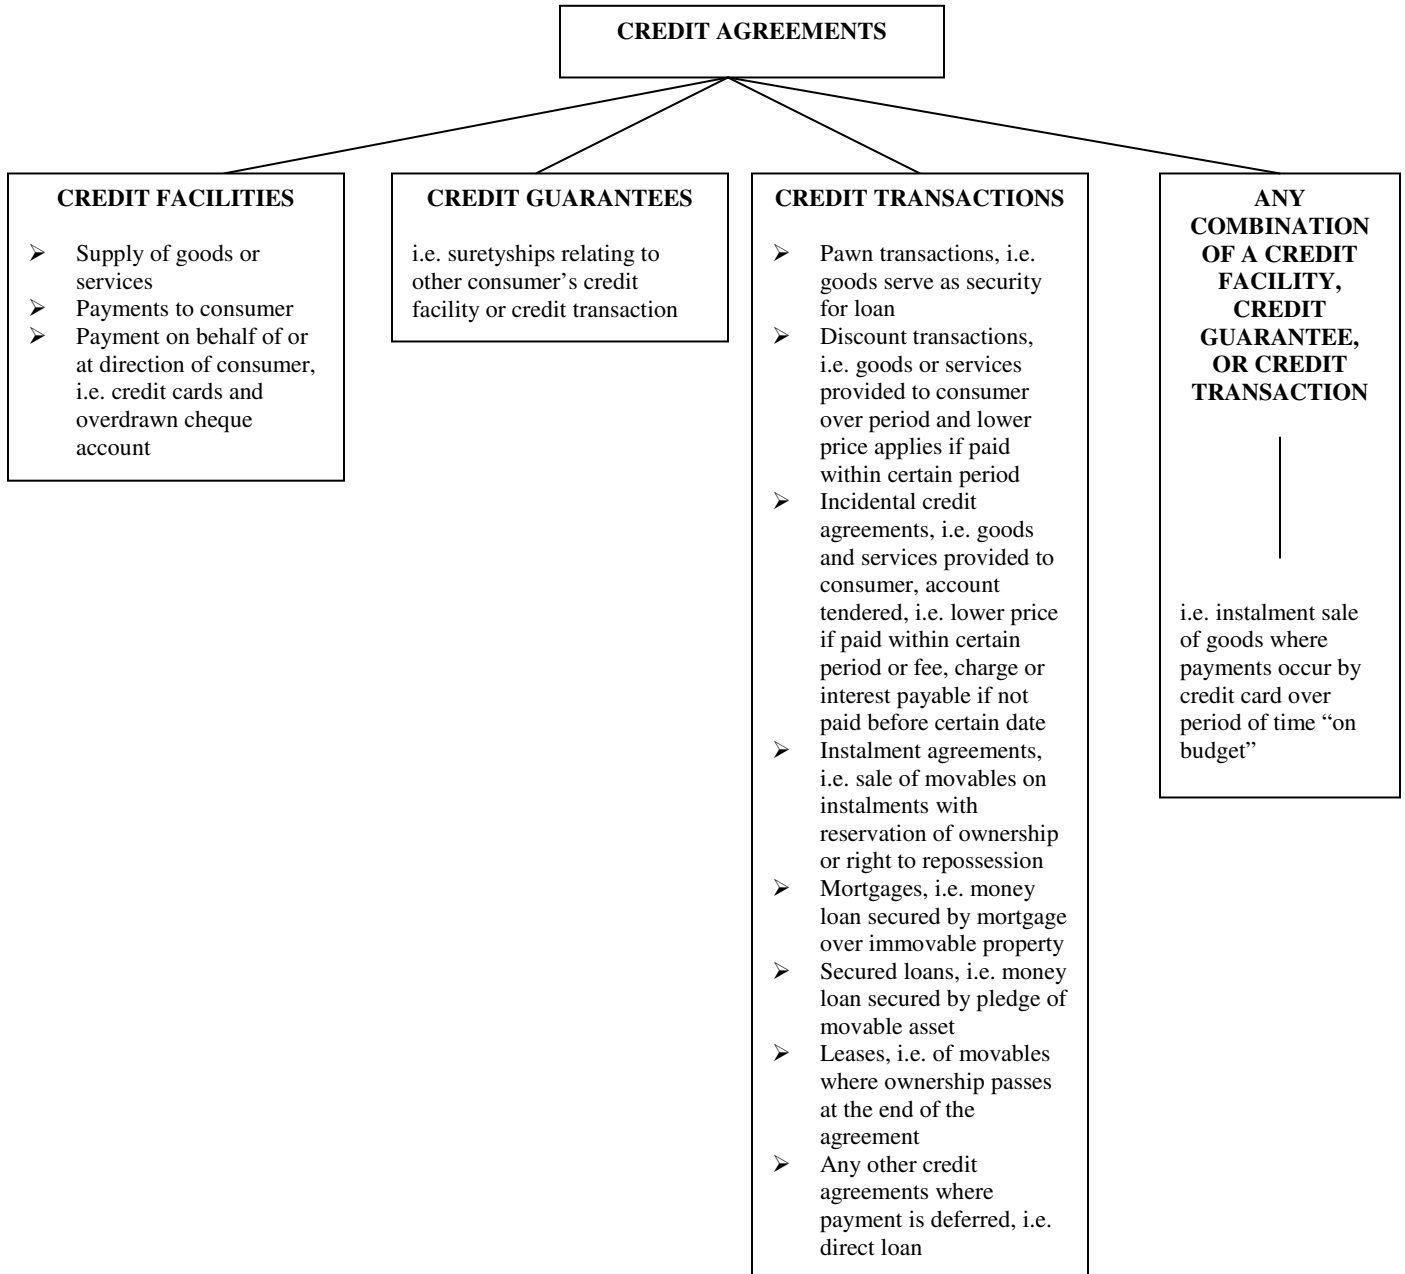 CREDIT AGREEMENTS
CREDIT FACILITIES
➢ Supply of goods or
services
➢ Payments to consumer
➢ Payment on behalf of or
at direction of consumer,
i.e. credit cards and
overdrawn cheque
account
CREDIT GUARANTEES
i.e. suretyships relating to
other consumer’s credit
facility or credit transaction
CREDIT TRANSACTIONS
➢ Pawn transactions, i.e.
goods serve as security
for loan
➢ Discount transactions,
i.e. goods or services
provided to consumer
over period and lower
price applies if paid
within certain period
➢ Incidental credit
agreements, i.e. goods
and services provided to
consumer, account
tendered, i.e. lower price
if paid within certain
period or fee, charge or
interest payable if not
paid before certain date
➢ Instalment agreements,
i.e. sale of movables on
instalments with
reservation of ownership
or right to repossession
➢ Mortgages, i.e. money
loan secured by mortgage
over immovable property
➢ Secured loans, i.e. money
loan secured by pledge of
movable asset
➢ Leases, i.e. of movables
where ownership passes
at the end of the
agreement
➢ Any other credit
agreements where
payment is deferred, i.e.
direct loan
ANY
COMBINATION
OF A CREDIT
FACILITY,
CREDIT
GUARANTEE,
OR CREDIT
TRANSACTION
i.e. instalment sale
of goods where
payments occur by
credit card over
period of time “on
budget”